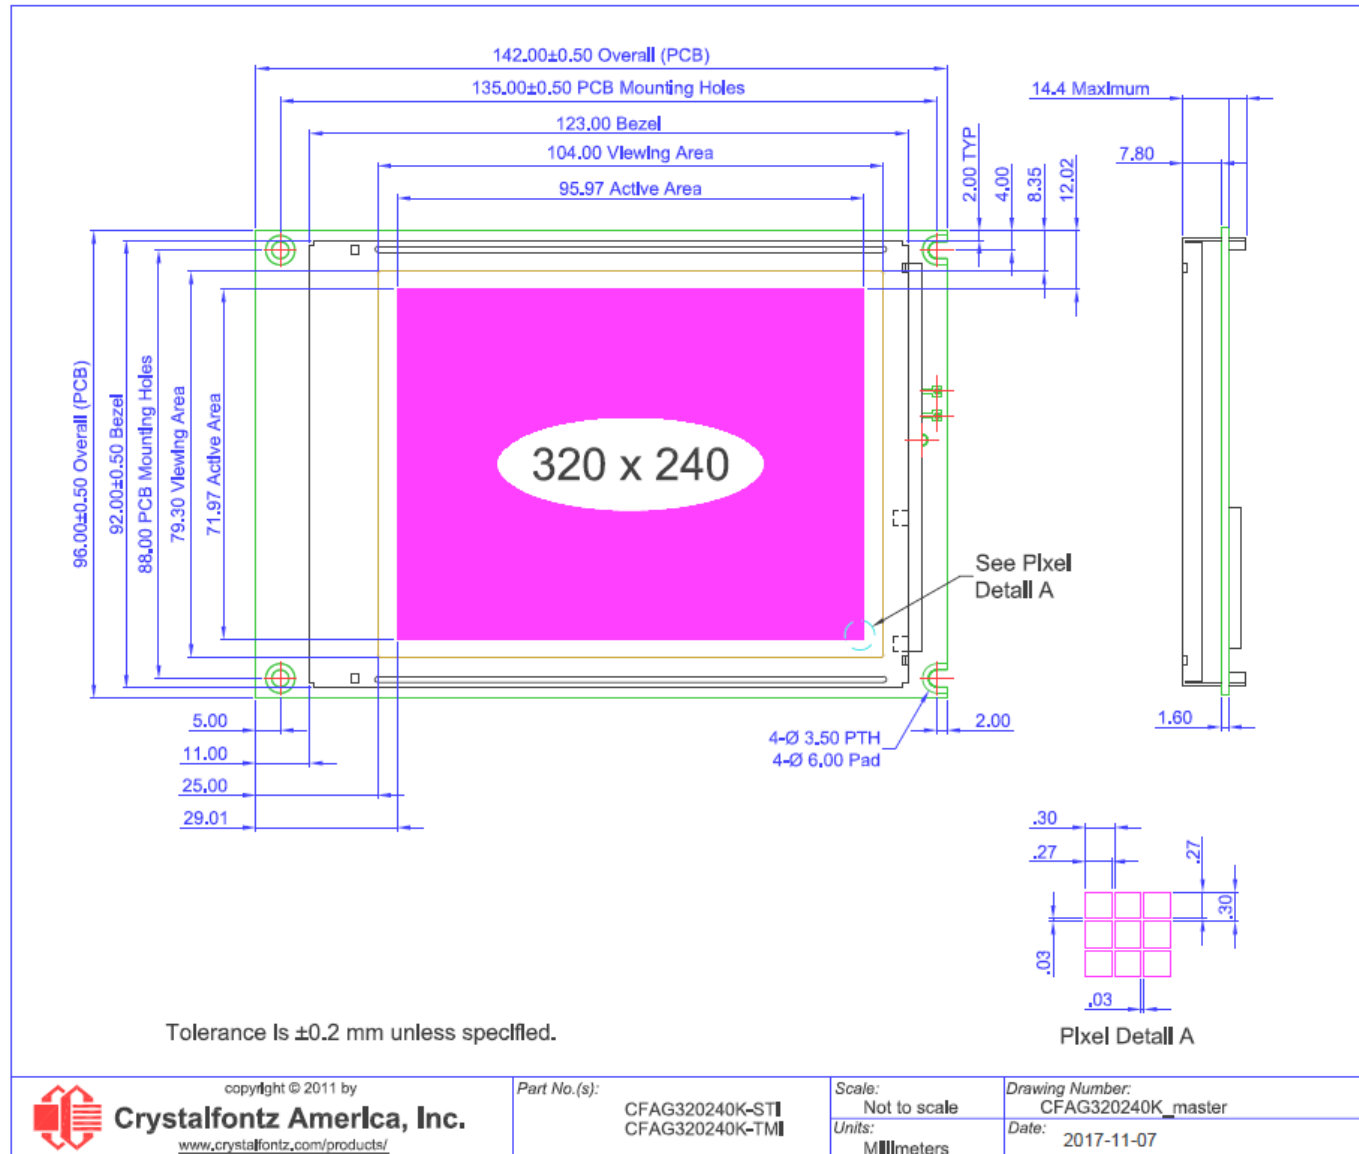 142.00±0.50 Overall (PCB)
135.00±0.50 PCB Mounting Holes
14.4 Maximum
123.00 Bezel
104.00 Viewing Area
7.80
95.97 Active Area
2.00 TYP
4.00
8.35
12.02
96.00±0.50 Overall (PCB)
92.00±0.50 Bezel
88.00 PCB Mounting Holes
79.30 Viewing Area
71.97 Active Area
320 x 240
See Pixel
Detail A
5.00
11.00
25.00
29.01
4-Ø 3.50 PTH
4-Ø 6.00 Pad
2.00
1.60
.30
.27
.27
.30
.03
.03
Pixel Detail A
Tolerance is ±0.2 mm unless specified.
copyright © 2011 by
Crystalfontz America, Inc.
www.crystalfontz.com/products/
Part No.(s):
CFAG320240K-STI
CFAG320240K-TMI
Scale:
Not to scale
Units:
Millimeters
Drawing Number:
CFAG320240K_master
Date:
2017-11-07